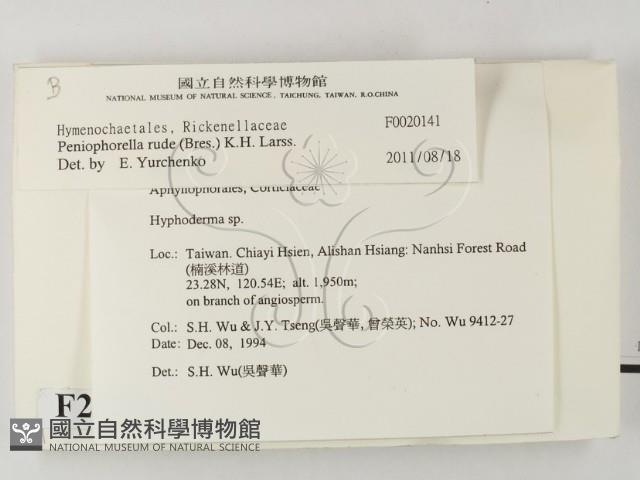 B
國立自然科學博物館
NATIONAL MUSEUM OF NATURAL SCIENCE, TAICHUNG, TAIWAN, R.O.CHINA
Hymenochaetales, Rickenellaceae F0020141
Peniophorella rude (Bres.) K.H. Larss.
Det. by E. Yurchenko 2011/08/18
Aphyllophorales, Corticiaceae
Hyphoderma sp.
Loc.: Taiwan. Chiayi Hsien, Alishan Hsiang: Nanhsi Forest Road
(楠溪林道)
23.28N, 120.54E; alt. 1,950m;
on branch of angiosperm.
Col.: S.H. Wu & J.Y. Tseng(吳聲華, 曾榮英); No. Wu 9412-27
Date: Dec. 08, 1994
Det.: S.H. Wu(吳聲華)
F2
國立自然科學博物館
NATIONAL MUSEUM OF NATURAL SCIENCE